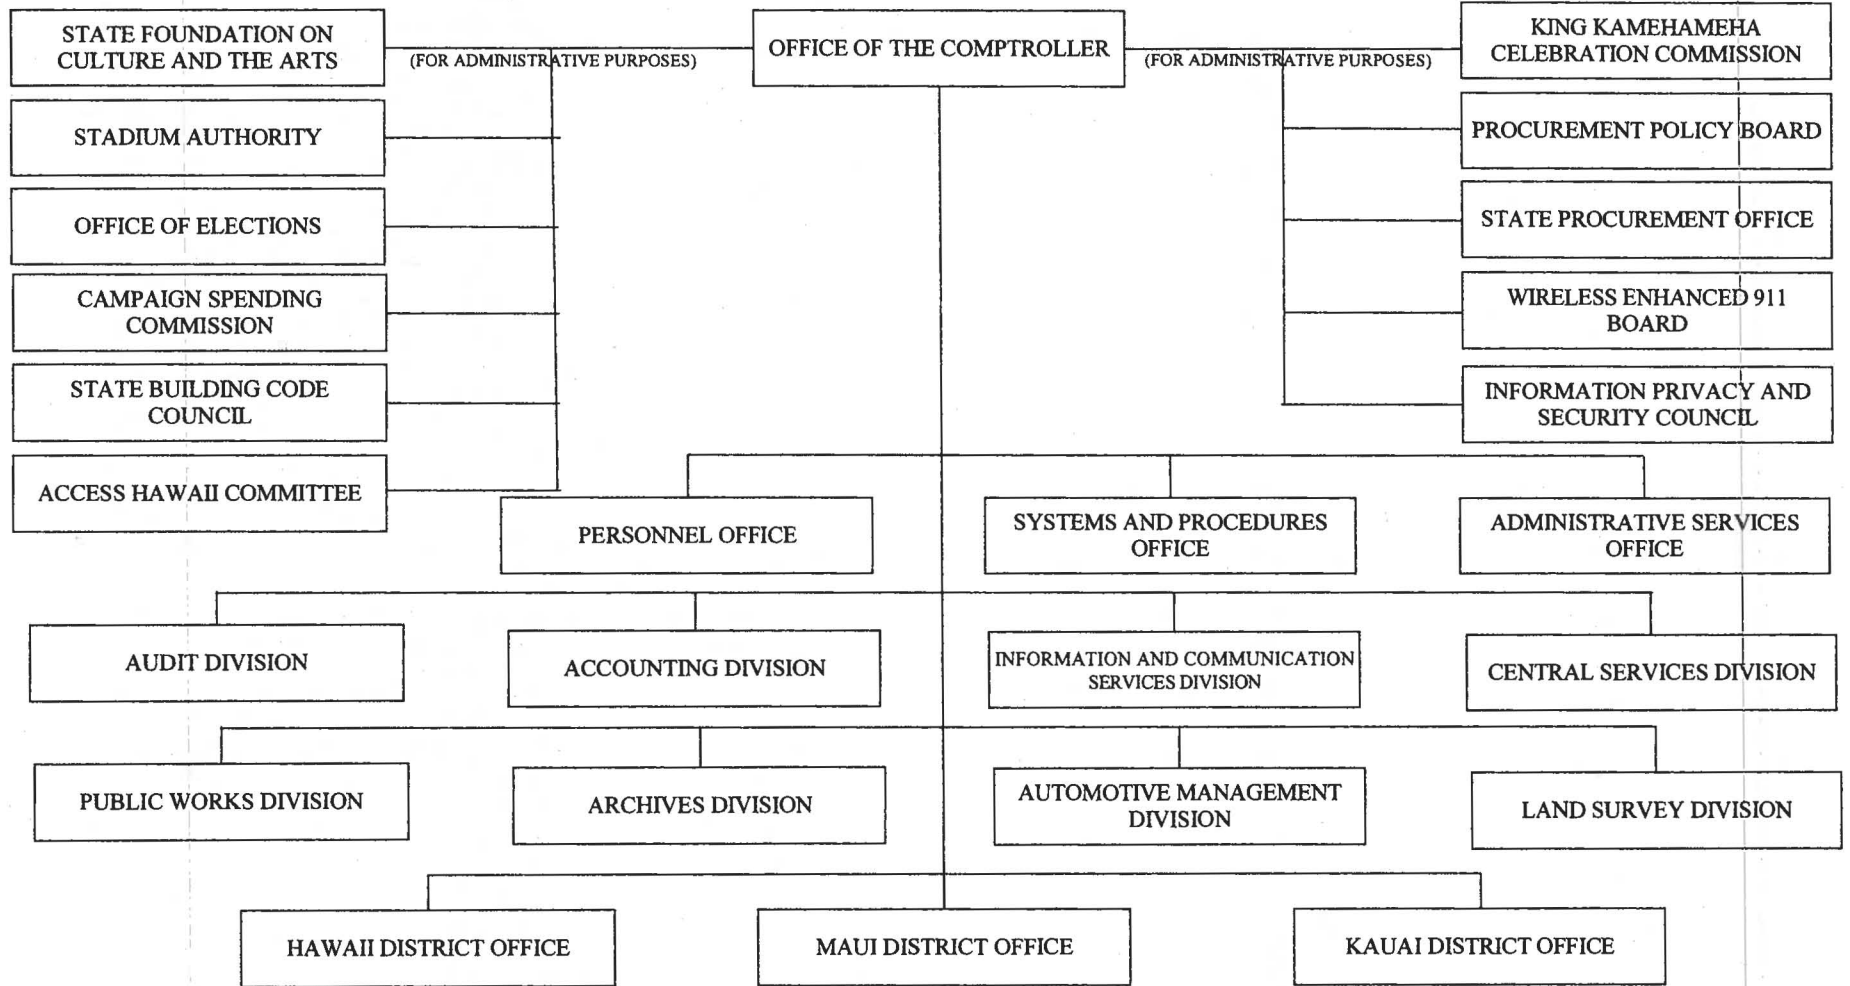 STATE FOUNDATION ON
CULTURE AND THE ARTS
(FOR ADMINISTRATIVE PURPOSES)
OFFICE OF THE COMPTROLLER
(FOR ADMINISTRATIVE PURPOSES)
KING KAMEHAMEHA
CELEBRATION COMMISSION
STADIUM AUTHORITY
PROCUREMENT POLICY BOARD
OFFICE OF ELECTIONS
STATE PROCUREMENT OFFICE
CAMPAIGN SPENDING
COMMISSION
WIRELESS ENHANCED 911
BOARD
STATE BUILDING CODE
COUNCIL
INFORMATION PRIVACY AND
SECURITY COUNCIL
ACCESS HAWAII COMMITTEE
PERSONNEL OFFICE
SYSTEMS AND PROCEDURES
OFFICE
ADMINISTRATIVE SERVICES
OFFICE
AUDIT DIVISION
ACCOUNTING DIVISION
INFORMATION AND COMMUNICATION
SERVICES DIVISION
CENTRAL SERVICES DIVISION
PUBLIC WORKS DIVISION
ARCHIVES DIVISION
AUTOMOTIVE MANAGEMENT
DIVISION
LAND SURVEY DIVISION
HAWAII DISTRICT OFFICE
MAUI DISTRICT OFFICE
KAUAI DISTRICT OFFICE